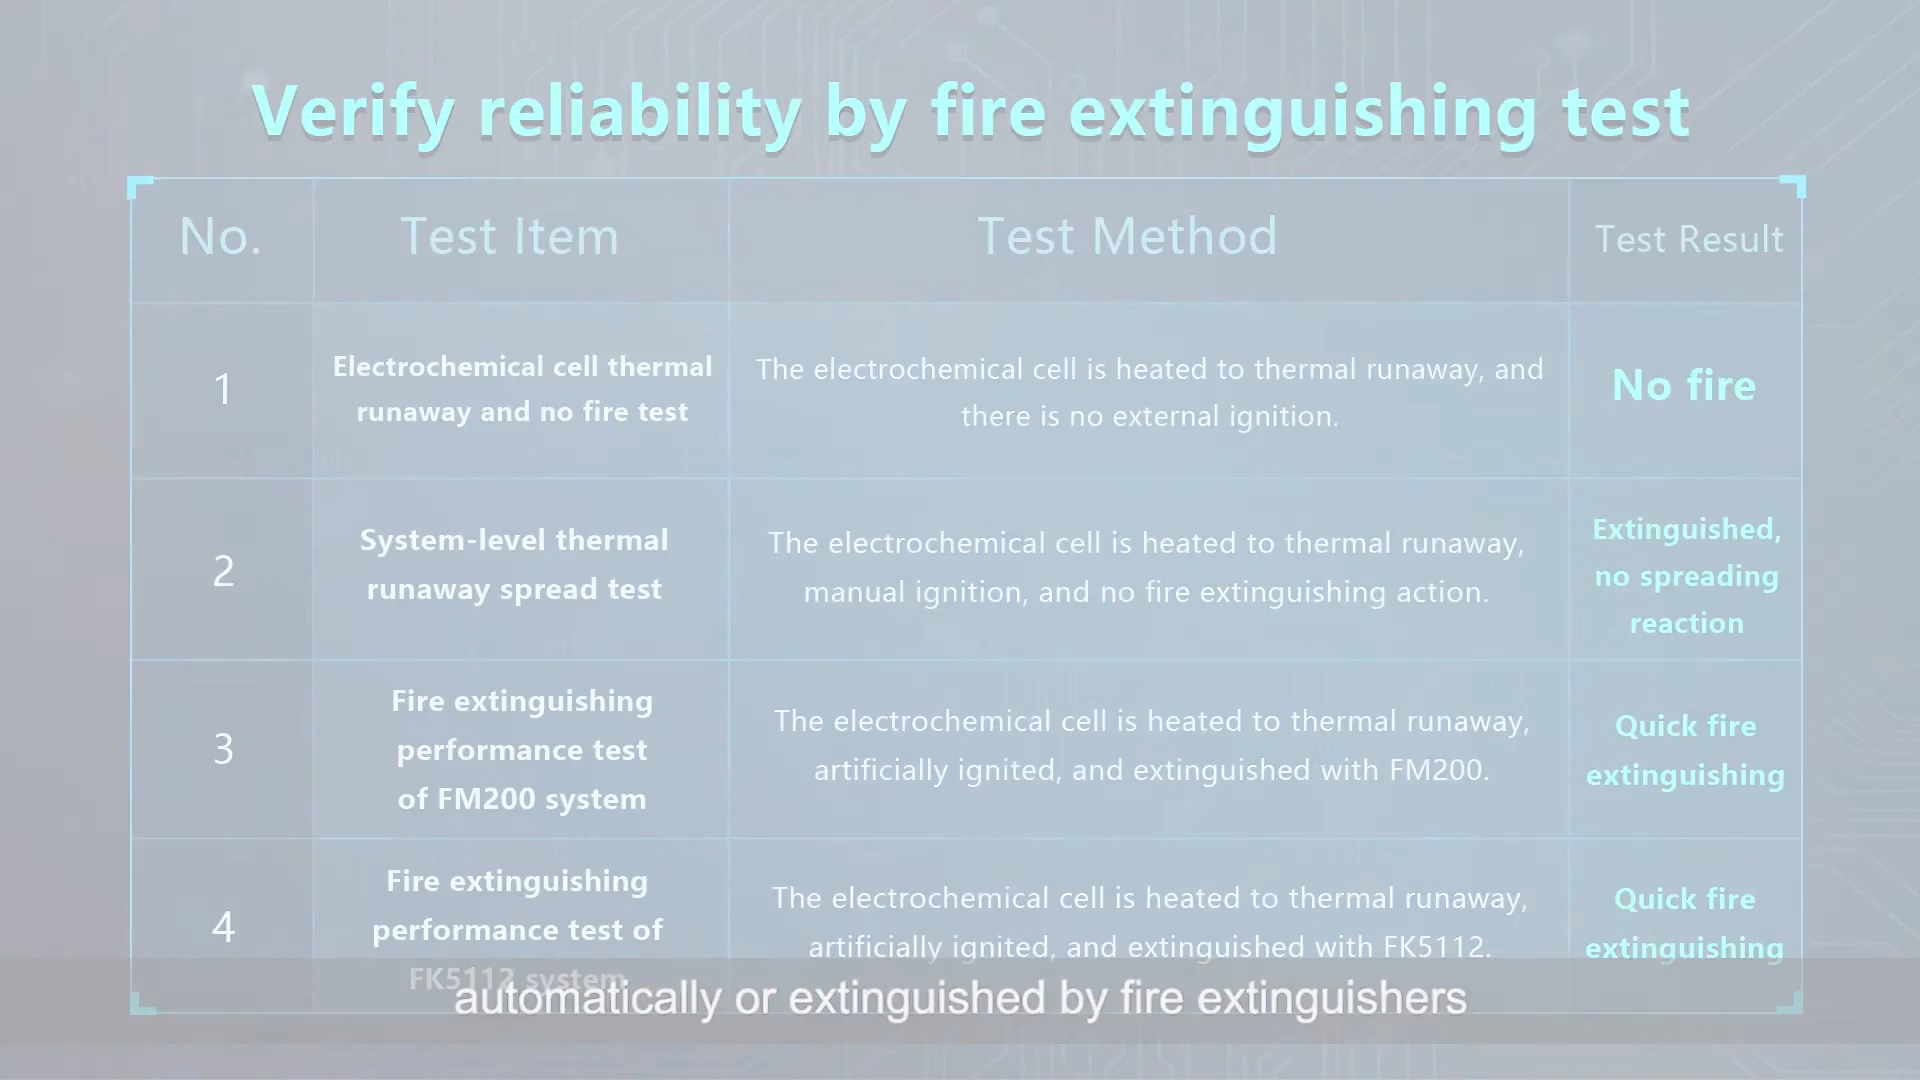 Verify reliability by fire extinguishing test
No.
Test Item
Test Method
Test Result
1
Electrochemical cell thermal
runaway and no fire test
The electrochemical cell is heated to thermal runaway, and
there is no external ignition.
No fire
2
System-level thermal
runaway spread test
The electrochemical cell is heated to thermal runaway,
manual ignition, and no fire extinguishing action.
Extinguished,
no spreading
reaction
3
Fire extinguishing
performance test
of FM200 system
The electrochemical cell is heated to thermal runaway,
artificially ignited, and extinguished with FM200.
Quick fire
extinguishing
4
Fire extinguishing
performance test of
FK5112 system
The electrochemical cell is heated to thermal runaway,
artificially ignited, and extinguished with FK5112.
Quick fire
extinguishing
automatically or extinguished by fire extinguishers